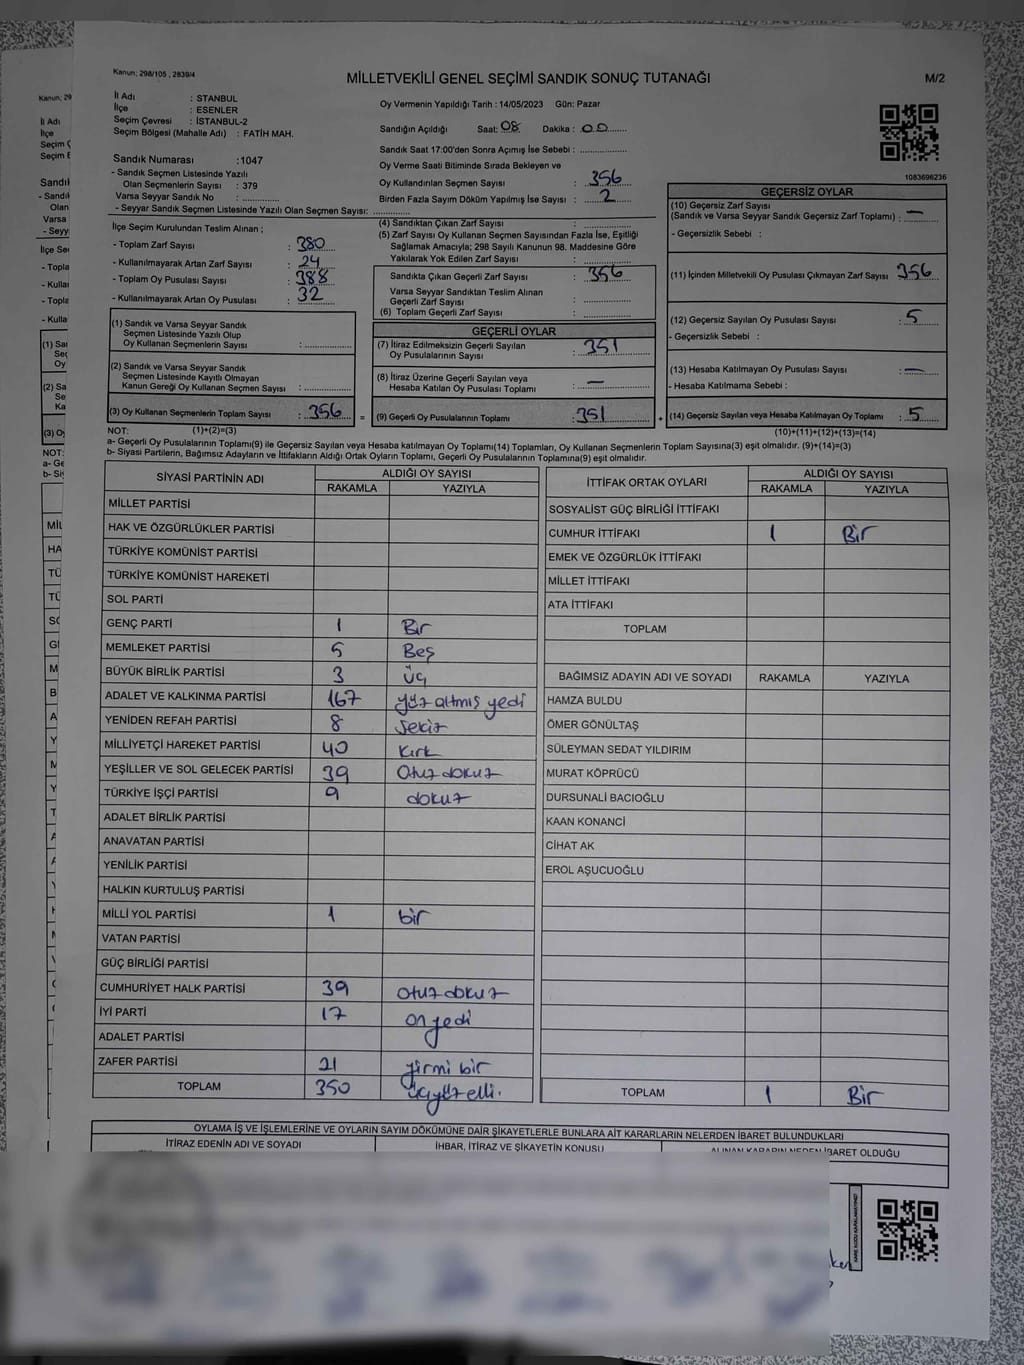 Kanun; 298/105 , 2839/4
MİLLETVEKİLİ GENEL SEÇİMİ SANDIK SONUÇ TUTANAĞI
M/2
İl Adı : STANBUL
İlçe : ESENLER
Seçim Çevresi : İSTANBUL-2
Seçim Bölgesi (Mahalle Adı) : FATİH MAH.
Sandık Numarası :1047
- Sandık Seçmen Listesinde Yazılı
Olan Seçmenlerin Sayısı : 379
Varsa Seyyar Sandık No : ..............
- Seyyar Sandık Seçmen Listesinde Yazılı Olan Seçmen Sayısı: ..............
Oy Vermenin Yapıldığı Tarih : 14/05/2023 Gün: Pazar
Sandığın Açıldığı Saat: 08 Dakika : 00
Sandık Saat 17:00'den Sonra Açımış İse Sebebi : ..............
Oy Verme Saati Bitiminde Sırada Bekleyen ve
Oy Kullandırılan Seçmen Sayısı : 356
Birden Fazla Sayım Döküm Yapılmış İse Sayısı : 2
1083696236
İlçe Seçim Kurulundan Teslim Alınan ;
- Toplam Zarf Sayısı : 380
- Kullanılmayarak Artan Zarf Sayısı : 24
- Toplam Oy Pusulası Sayısı : 388
- Kullanılmayarak Artan Oy Pusulası : 32
(4) Sandıktan Çıkan Zarf Sayısı : ..............
(5) Zarf Sayısı Oy Kullanan Seçmen Sayısından Fazla İse, Eşitliği
Sağlamak Amacıyla; 298 Sayılı Kanunun 98. Maddesine Göre
Yakılarak Yok Edilen Zarf Sayısı : ..............
Sandıkta Çıkan Geçerli Zarf Sayısı : 356
Varsa Seyyar Sandıktan Teslim Alınan
Geçerli Zarf Sayısı : ..............
(6) Toplam Geçerli Zarf Sayısı : ..............
GEÇERSİZ OYLAR
(10) Geçersiz Zarf Sayısı
(Sandık ve Varsa Seyyar Sandık Geçersiz Zarf Toplamı) : —
- Geçersizlik Sebebi :
(11) İçinden Milletvekili Oy Pusulası Çıkmayan Zarf Sayısı 356
(12) Geçersiz Sayılan Oy Pusulası Sayısı : 5
- Geçersizlik Sebebi :
(13) Hesaba Katılmayan Oy Pusulası Sayısı : —
- Hesaba Katılmama Sebebi :
(14) Geçersiz Sayılan veya Hesaba Katılmayan Oy Toplamı : 5
(1) Sandık ve Varsa Seyyar Sandık
Seçmen Listesinde Yazılı Olup
Oy Kullanan Seçmenlerin Sayısı : ..............
(2) Sandık ve Varsa Seyyar Sandık
Seçmen Listesinde Kayıtlı Olmayan
Kanun Gereği Oy Kullanan Seçmen Sayısı : ..............
(3) Oy Kullanan Seçmenlerin Toplam Sayısı : 356 =
GEÇERLİ OYLAR
(7) İtiraz Edilmeksizin Geçerli Sayılan
Oy Pusulalarının Sayısı : 351
(8) İtiraz Üzerine Geçerli Sayılan veya
Hesaba Katılan Oy Pusulası Toplamı : —
(9) Geçerli Oy Pusulalarının Toplamı : 351 +
NOT: (1)+(2)=(3) (10)+(11)+(12)+(13)=(14)
a- Geçerli Oy Pusulalarının Toplamı(9) ile Geçersiz Sayılan veya Hesaba katılmayan Oy Toplamı(14) Toplamları, Oy Kullanan Seçmenlerin Toplam Sayısına(3) eşit olmalıdır. (9)+(14)=(3)
b- Siyasi Partilerin, Bağımsız Adayların ve İttifakların Aldığı Ortak Oyların Toplamı, Geçerli Oy Pusulalarının Toplamına(9) eşit olmalıdır.
SİYASİ PARTİNİN ADI ALDIĞI OY SAYISI
RAKAMLA YAZIYLA
MİLLET PARTİSİ
HAK VE ÖZGÜRLÜKLER PARTİSİ
TÜRKİYE KOMÜNİST PARTİSİ
TÜRKİYE KOMÜNİST HAREKETİ
SOL PARTİ
GENÇ PARTİ 1 Bir
MEMLEKET PARTİSİ 5 Beş
BÜYÜK BİRLİK PARTİSİ 3 üç
ADALET VE KALKINMA PARTİSİ 167 yüz altmış yedi
YENİDEN REFAH PARTİSİ 8 sekiz
MİLLİYETÇİ HAREKET PARTİSİ 40 kırk
YEŞİLLER VE SOL GELECEK PARTİSİ 39 Otuz dokuz
TÜRKİYE İŞÇİ PARTİSİ 9 dokuz
ADALET BİRLİK PARTİSİ
ANAVATAN PARTİSİ
YENİLİK PARTİSİ
HALKIN KURTULUŞ PARTİSİ
MİLLİ YOL PARTİSİ 1 bir
VATAN PARTİSİ
GÜÇ BİRLİĞİ PARTİSİ
CUMHURİYET HALK PARTİSİ 39 otuz dokuz
İYİ PARTİ 17 on yedi
ADALET PARTİSİ
ZAFER PARTİSİ 21 yirmi bir
TOPLAM 350 üçyüz elli.
İTTİFAK ORTAK OYLARI ALDIĞI OY SAYISI
RAKAMLA YAZIYLA
SOSYALİST GÜÇ BİRLİĞİ İTTİFAKI
CUMHUR İTTİFAKI 1 Bir
EMEK VE ÖZGÜRLÜK İTTİFAKI
MİLLET İTTİFAKI
ATA İTTİFAKI
TOPLAM
BAĞIMSIZ ADAYIN ADI VE SOYADI RAKAMLA YAZIYLA
HAMZA BULDU
ÖMER GÖNÜLTAŞ
SÜLEYMAN SEDAT YILDIRIM
MURAT KÖPRÜCÜ
DURSUNALİ BACIOĞLU
KAAN KONANCİ
CİHAT AK
EROL AŞUCUOĞLU
TOPLAM 1 Bir
OYLAMA İŞ VE İŞLEMLERİNE VE OYLARIN SAYIM DÖKÜMÜNE DAİR ŞİKAYETLERLE BUNLARA AİT KARARLARIN NELERDEN İBARET BULUNDUKLARI
İTİRAZ EDENİN ADI VE SOYADI İHBAR, İTİRAZ VE ŞİKAYETİN KONUSU ALINAN KARARIN NEDEN İBARET OLDUĞU